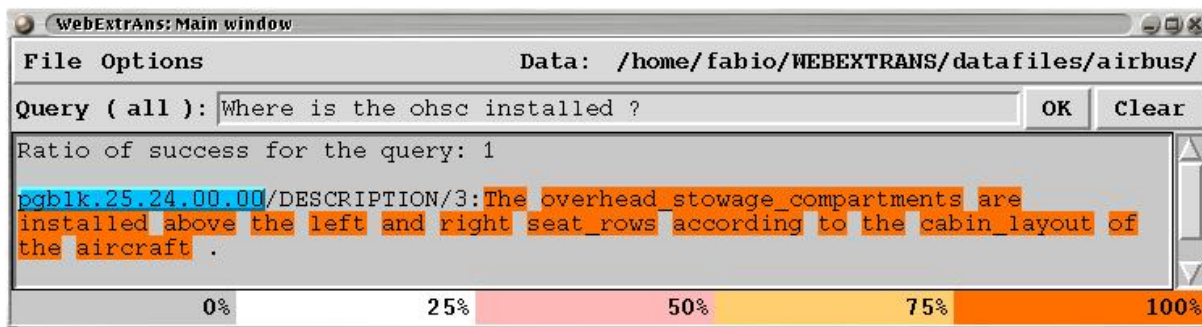 WebExtrAns: Main window
File Options Data: /home/fabio/WEBEXTRANS/datafiles/airbus/
Query ( all ): Where is the ohsc installed ? OK Clear
Ratio of success for the query: 1
pgblk.25.24.00.00/DESCRIPTION/3:The overhead_stowage_compartments are
installed above the left and right seat_rows according to the cabin_layout of
the aircraft .
0% 25% 50% 75% 100%